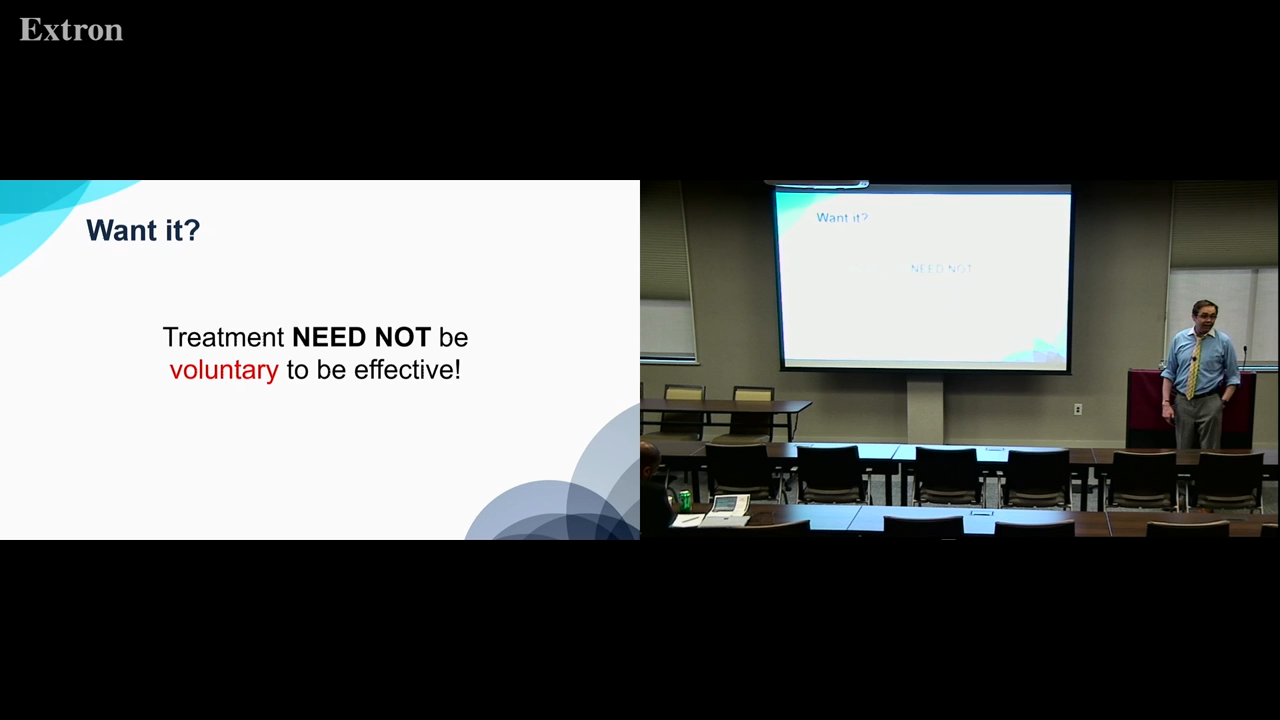 Extron
Want it?
Treatment NEED NOT be
voluntary to be effective!
Want it?
NEED NOT